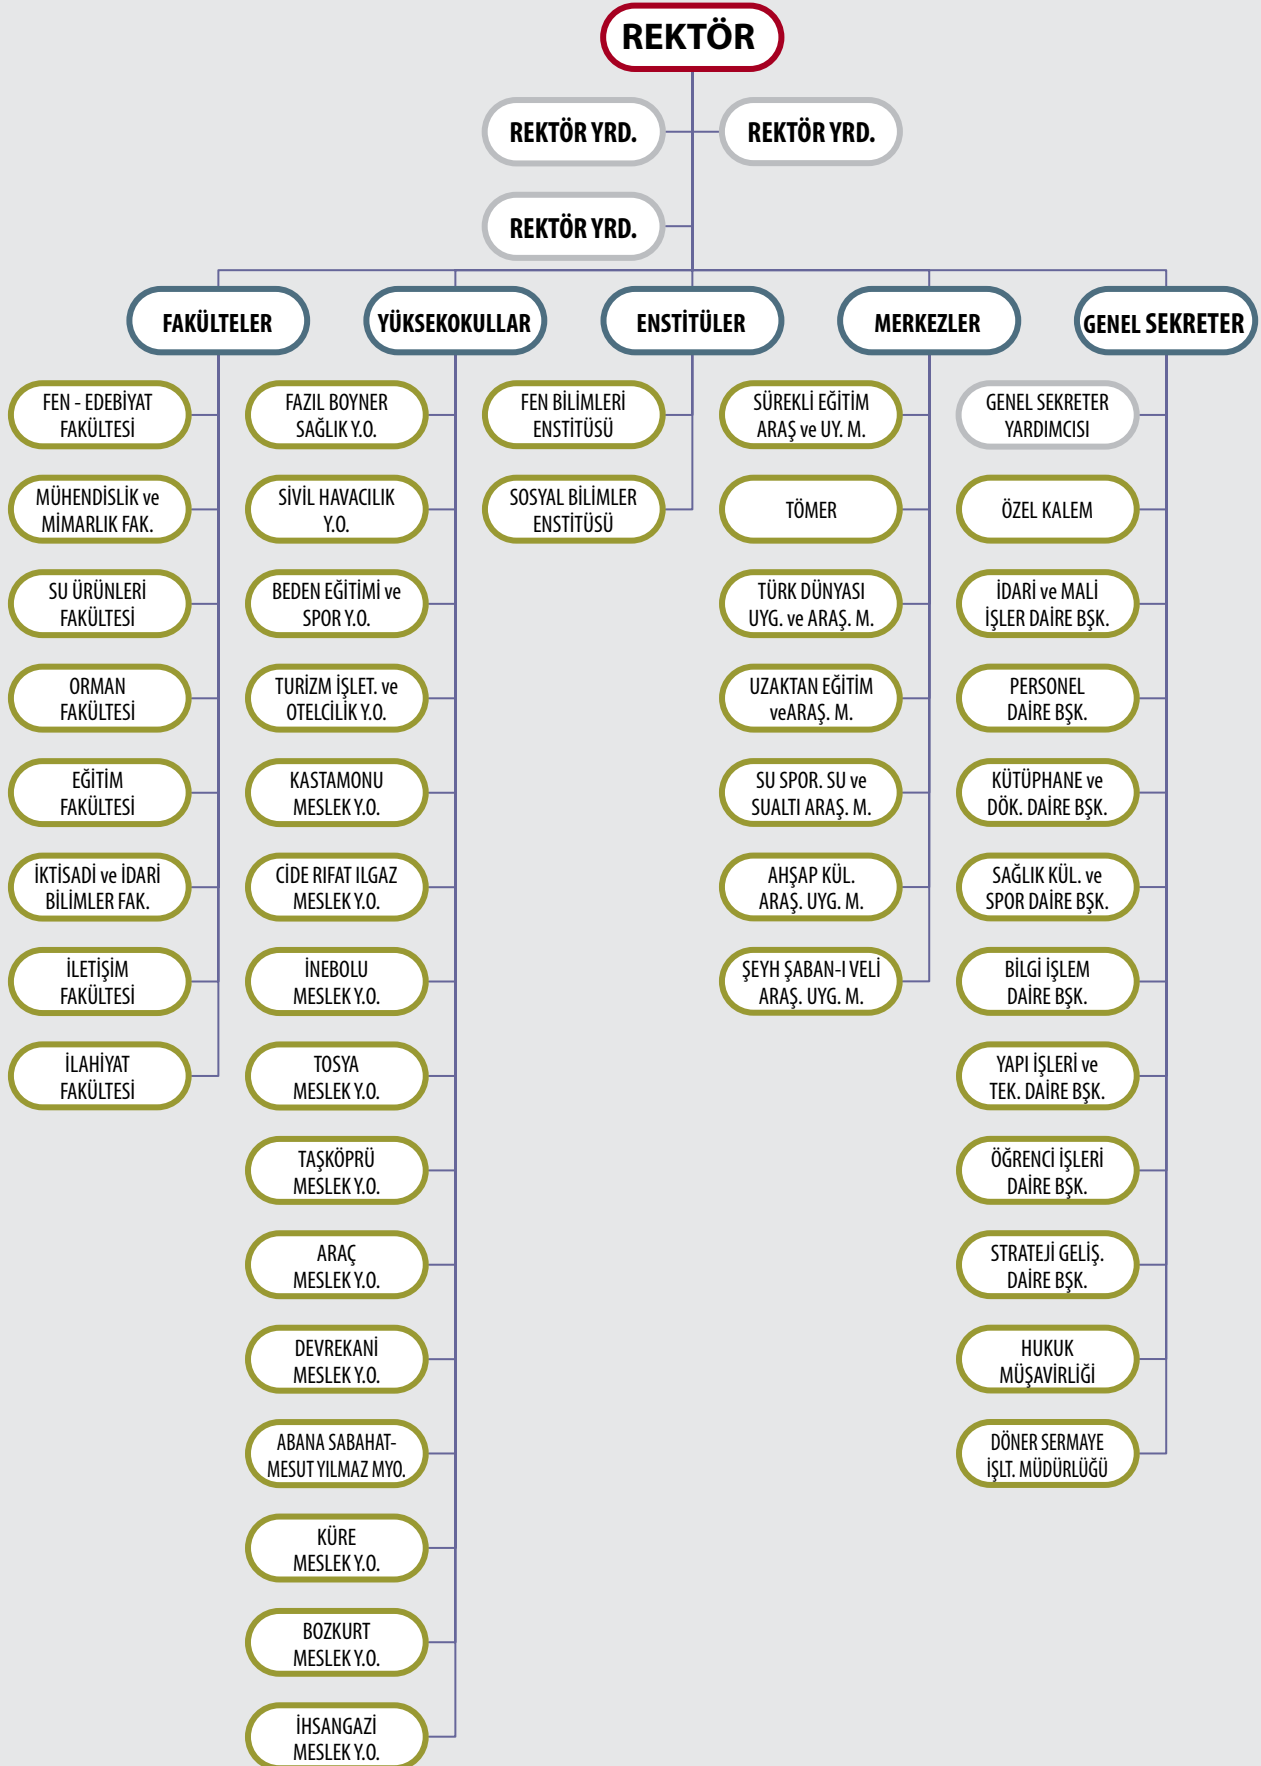 REKTÖR
REKTÖR YRD.
REKTÖR YRD.
REKTÖR YRD.
FAKÜLTELER
FEN - EDEBİYAT
FAKÜLTESİ
MÜHENDİSLİK ve
MİMARLIK FAK.
SU ÜRÜNLERİ
FAKÜLTESİ
ORMAN
FAKÜLTESİ
EĞİTİM
FAKÜLTESİ
İKTİSADİ ve İDARİ
BİLİMLER FAK.
İLETİŞİM
FAKÜLTESİ
İLAHİYAT
FAKÜLTESİ
YÜKSEKOKULLAR
FAZIL BOYNER
SAĞLIK Y.O.
SİVİL HAVACILIK
Y.O.
BEDEN EĞİTİMİ ve
SPOR Y.O.
TURİZM İŞLET. ve
OTELCİLİK Y.O.
KASTAMONU
MESLEK Y.O.
CİDE RIFAT ILGAZ
MESLEK Y.O.
İNEBOLU
MESLEK Y.O.
TOSYA
MESLEK Y.O.
TAŞKÖPRÜ
MESLEK Y.O.
ARAÇ
MESLEK Y.O.
DEVREKANİ
MESLEK Y.O.
ABANA SABAHAT-
MESUT YILMAZ MYO.
KÜRE
MESLEK Y.O.
BOZKURT
MESLEK Y.O.
İHSANGAZİ
MESLEK Y.O.
ENSTİTÜLER
FEN BİLİMLERİ
ENSTİTÜSÜ
SOSYAL BİLİMLER
ENSTİTÜSÜ
MERKEZLER
SÜREKLİ EĞİTİM
ARAŞ ve UY. M.
TÖMER
TÜRK DÜNYASI
UYG. ve ARAŞ. M.
UZAKTAN EĞİTİM
veARAŞ. M.
SU SPOR. SU ve
SUALTI ARAŞ. M.
AHŞAP KÜL.
ARAŞ. UYG. M.
ŞEYH ŞABAN-I VELİ
ARAŞ. UYG. M.
GENEL SEKRETER
GENEL SEKRETER
YARDIMCISI
ÖZEL KALEM
İDARİ ve MALİ
İŞLER DAİRE BŞK.
PERSONEL
DAİRE BŞK.
KÜTÜPHANE ve
DÖK. DAİRE BŞK.
SAĞLIK KÜL. ve
SPOR DAİRE BŞK.
BİLGİ İŞLEM
DAİRE BŞK.
YAPI İŞLERİ ve
TEK. DAİRE BŞK.
ÖĞRENCİ İŞLERİ
DAİRE BŞK.
STRATEJİ GELİŞ.
DAİRE BŞK.
HUKUK
MÜŞAVİRLİĞİ
DÖNER SERMAYE
İŞLT. MÜDÜRLÜĞÜ